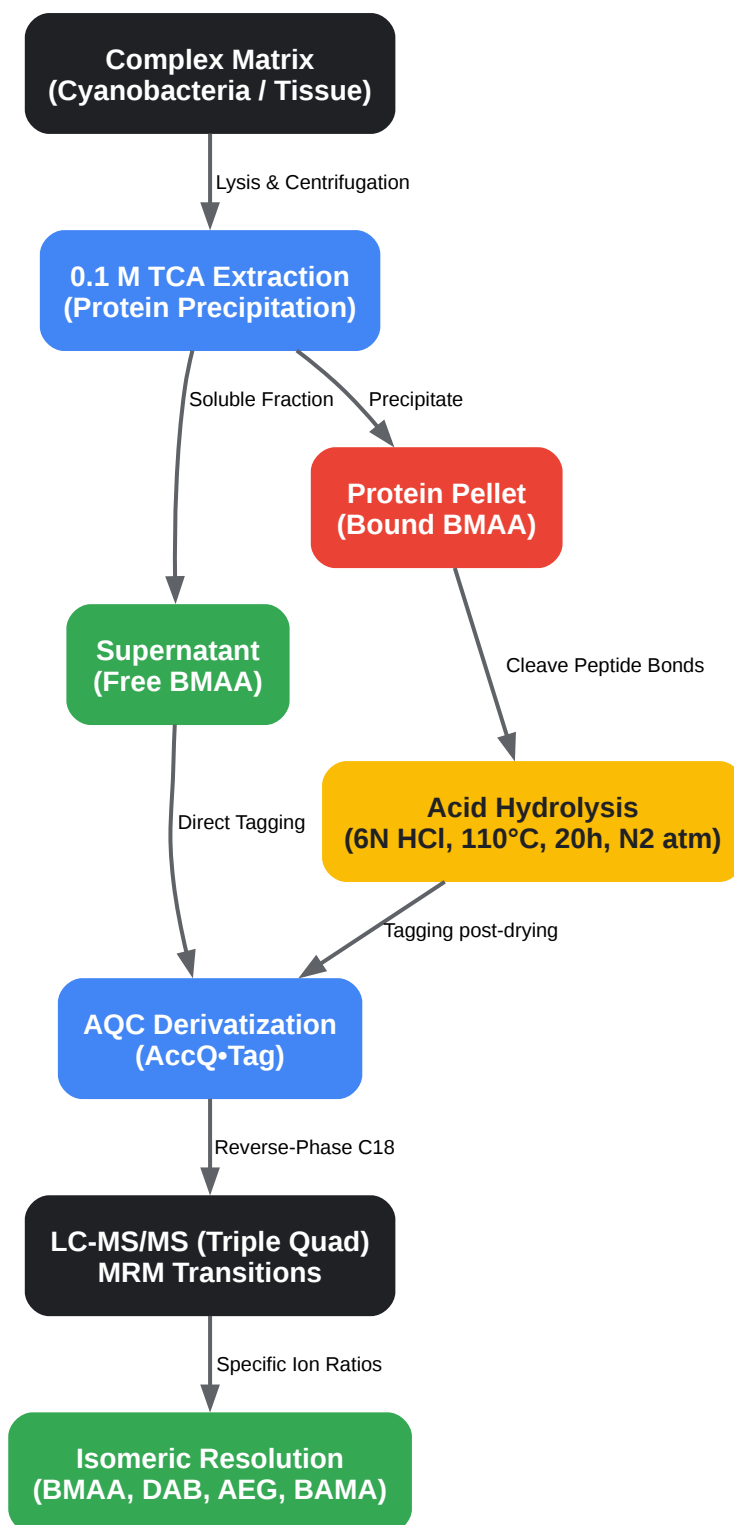 Complex Matrix
(Cyanobacteria / Tissue)
Lysis & Centrifugation
0.1 M TCA Extraction
(Protein Precipitation)
Soluble Fraction
Precipitate
Protein Pellet
(Bound BMAA)
Supernatant
(Free BMAA)
Cleave Peptide Bonds
Direct Tagging
Acid Hydrolysis
(6N HCl, 110°C, 20h, N2 atm)
Tagging post-drying
AQC Derivatization
(AccQ•Tag)
Reverse-Phase C18
LC-MS/MS (Triple Quad)
MRM Transitions
Specific Ion Ratios
Isomeric Resolution
(BMAA, DAB, AEG, BAMA)